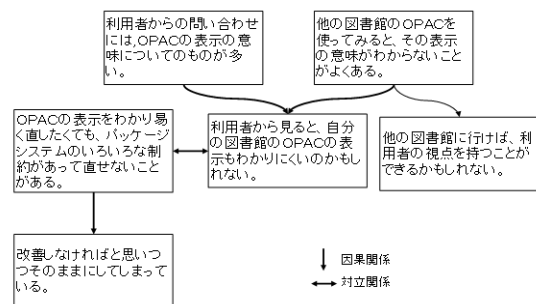 利用者からの問い合わせ
には,OPACの表示の意
味についてのものが多
い。
他の図書館のOPACを
使ってみると、その表示
の意味がわからないこと
がよくある。
OPACの表示をわかり易
く直したくても、パッケージ
システムのいろいろな制
約があって直せないこと
がある。
利用者から見ると、自分
の図書館のOPACの表
示もわかりにくいのかもし
れない。
他の図書館に行けば、利
用者の視点を持つことが
できるかもしれない。
改善しなければと思いつ
つそのままにしてしまって
いる。
因果関係
対立関係